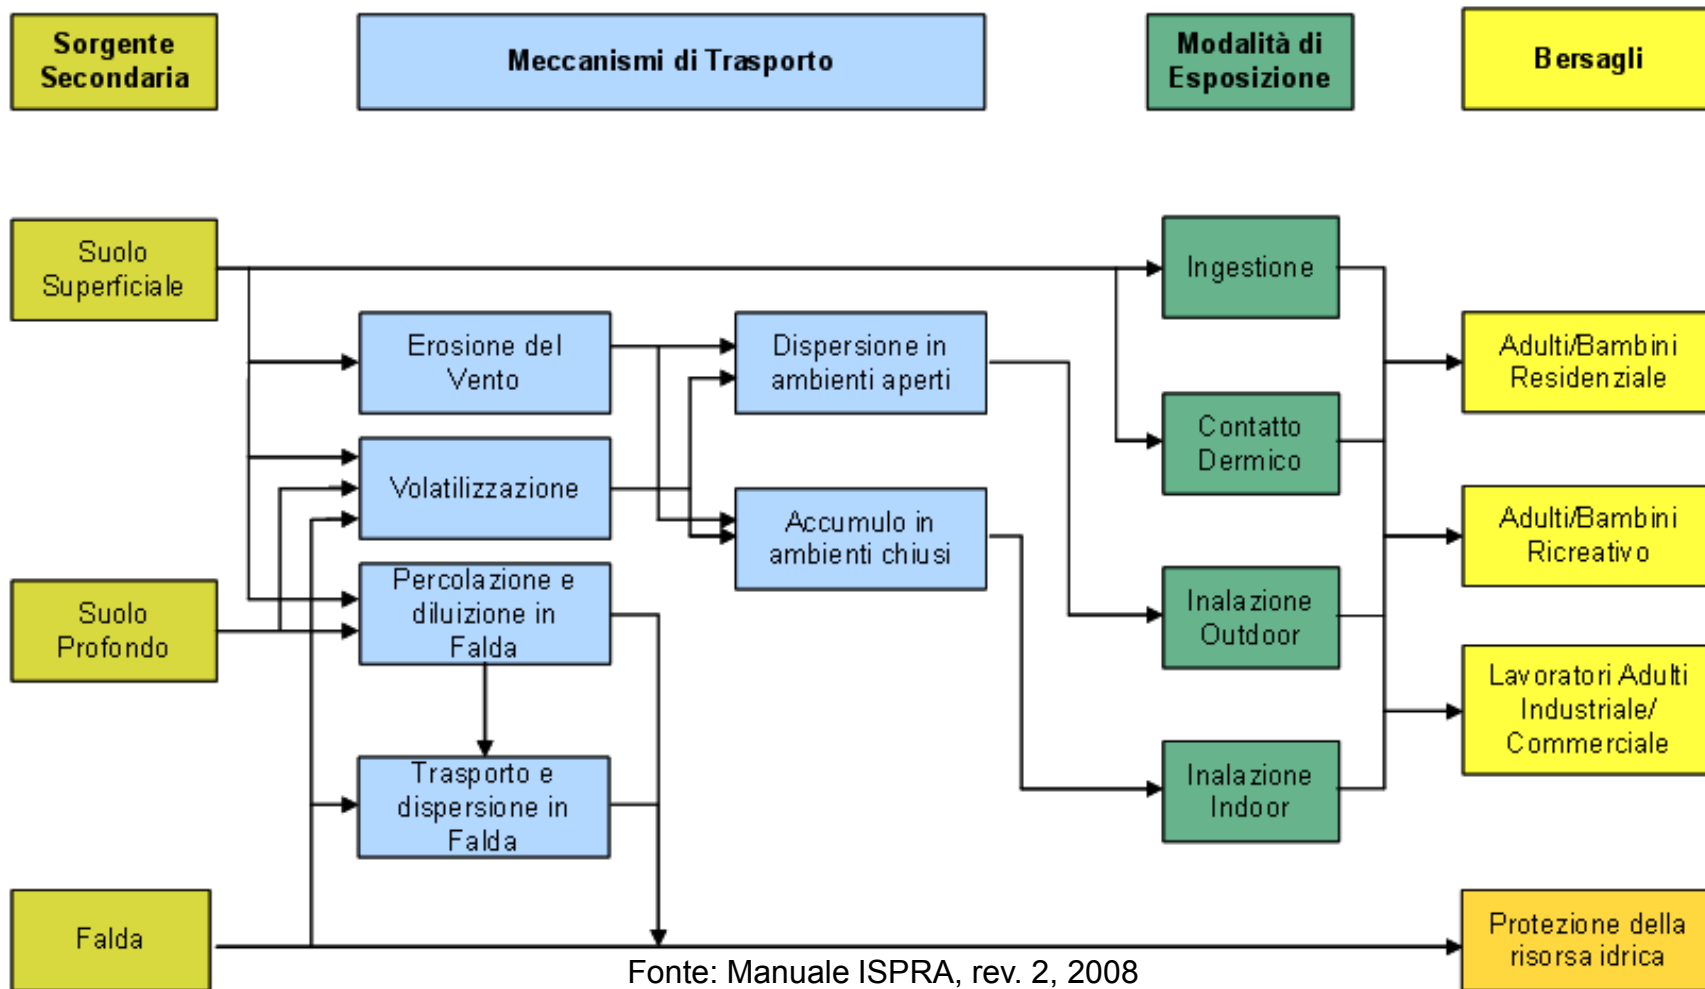 Sorgente
Secondaria
Meccanismi di Trasporto
Modalità di
Esposizione
Bersagli
Suolo
Superficiale
Ingestione
Erosione del
Vento
Dispersione in
ambienti aperti
Adulti/Bambini
Residenziale
Contatto
Dermico
Volatilizzazione
Accumulo in
ambienti chiusi
Adulti/Bambini
Ricreativo
Suolo
Profondo
Percolazione e
diluizione in
Falda
Inalazione
Outdoor
Lavoratori Adulti
Industriale/
Commerciale
Trasporto e
dispersione in
Falda
Inalazione
Indoor
Falda
Protezione della
risorsa idrica
Fonte: Manuale ISPRA, rev. 2, 2008